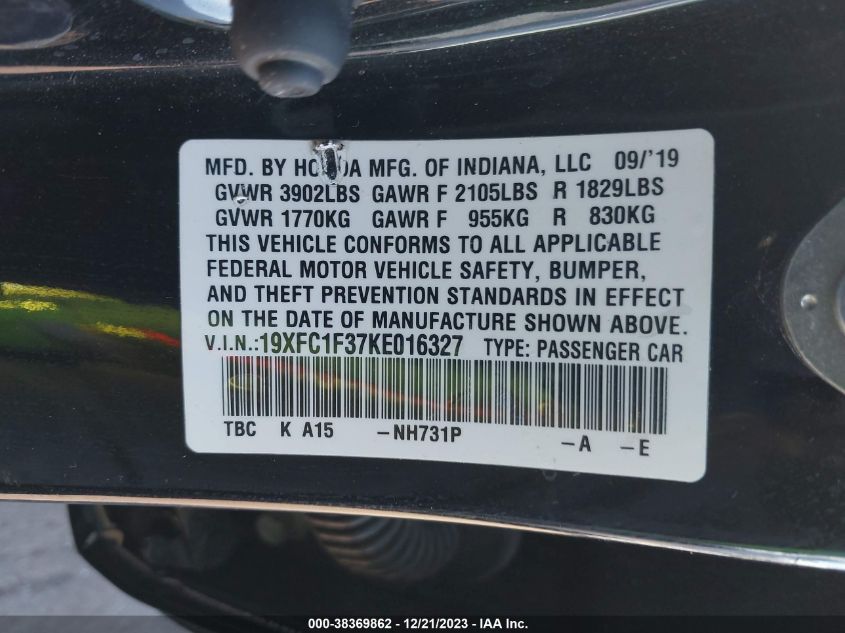 MFD. BY HONDA MFG. OF INDIANA, LLC 09/'19
GVWR 3902LBS GAWR F 2105LBS R 1829LBS
GVWR 1770KG GAWR F 955KG R 830KG
THIS VEHICLE CONFORMS TO ALL APPLICABLE
FEDERAL MOTOR VEHICLE SAFETY, BUMPER,
AND THEFT PREVENTION STANDARDS IN EFFECT
ON THE DATE OF MANUFACTURE SHOWN ABOVE.
V.I.N.:19XFC1F37KE016327 TYPE: PASSENGER CAR
TBC K A15 -NH731P -A -E
000-38369862 - 12/21/2023 - IAA Inc.